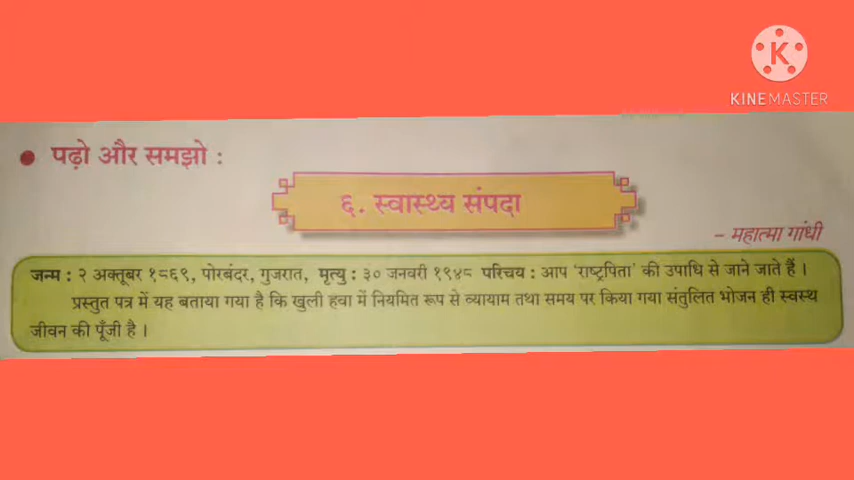 KINEMASTER
● पढ़ो और समझो :
६. स्वास्थ्य संपदा
- महात्मा गांधी
जन्म : २ अक्तूबर १८६९, पोरबंदर, गुजरात, मृत्यु : ३० जनवरी १९४८ परिचय : आप 'राष्ट्रपिता' की उपाधि से जाने जाते हैं ।
प्रस्तुत पत्र में यह बताया गया है कि खुली हवा में नियमित रूप से व्यायाम तथा समय पर किया गया संतुलित भोजन ही स्वस्थ
जीवन की पूँजी है ।